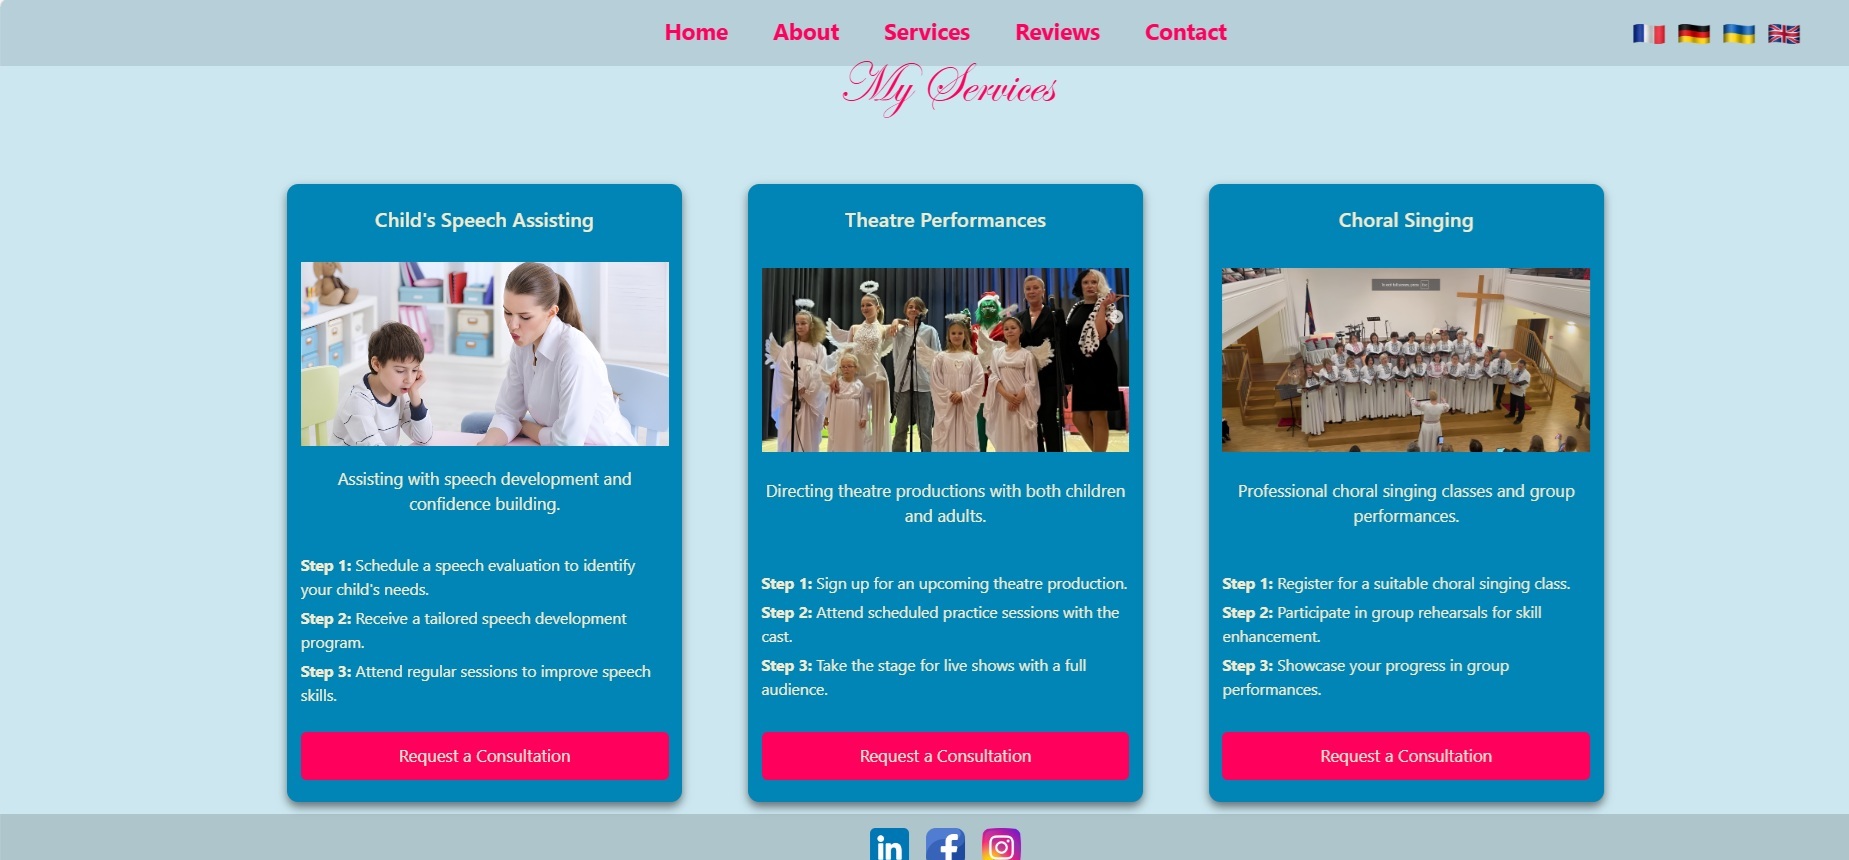 Home About Services Reviews Contact
My Services
Child's Speech Assisting
Assisting with speech development and
confidence building.
Step 1: Schedule a speech evaluation to identify
your child's needs.
Step 2: Receive a tailored speech development
program.
Step 3: Attend regular sessions to improve speech
skills.
Request a Consultation
Theatre Performances
Directing theatre productions with both children
and adults.
Step 1: Sign up for an upcoming theatre production.
Step 2: Attend scheduled practice sessions with the
cast.
Step 3: Take the stage for live shows with a full
audience.
Request a Consultation
Choral Singing
Professional choral singing classes and group
performances.
Step 1: Register for a suitable choral singing class.
Step 2: Participate in group rehearsals for skill
enhancement.
Step 3: Showcase your progress in group
performances.
Request a Consultation
in f